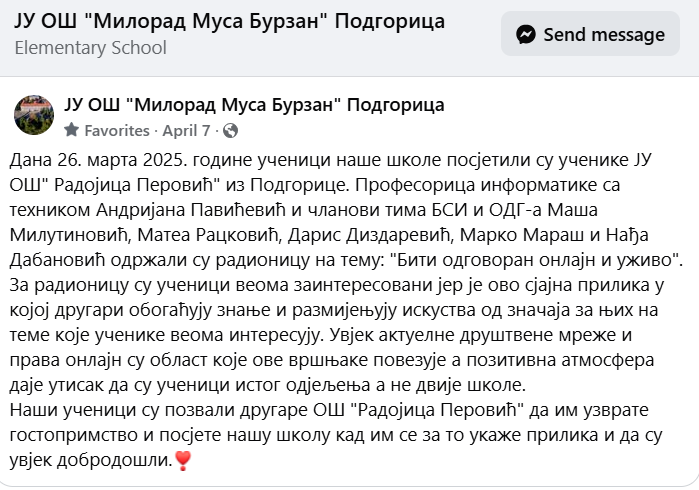 ЈУ ОШ "Милорад Муса Бурзан" Подгорица
Elementary School
Send message
ЈУ ОШ "Милорад Муса Бурзан" Подгорица
Favorites · April 7 ·
Дана 26. марта 2025. године ученици наше школе посјетили су ученике ЈУ
ОШ" Радојица Перовић" из Подгорице. Професорица информатике са
техником Андријана Павићевић и чланови тима БСИ и ОДГ-а Маша
Милутиновић, Матеа Рацковић, Дарис Диздаревић, Марко Мараш и Нађа
Дабановић одржали су радионицу на тему: "Бити одговоран онлајн и уживо".
За радионицу су ученици веома заинтересовани јер је ово сјајна прилика у
којој другари обогаћују знање и размијењују искуства од значаја за њих на
теме које ученике веома интересују. Увјек актуелне друштвене мреже и
права онлајн су област које ове вршњаке повезује а позитивна атмосфера
даје утисак да су ученици истог одјељења а не двије школе.
Наши ученици су позвали другаре ОШ "Радојица Перовић" да им узврате
гостопримство и посјете нашу школу кад им се за то укаже прилика и да су
увјек добродошли.❣️